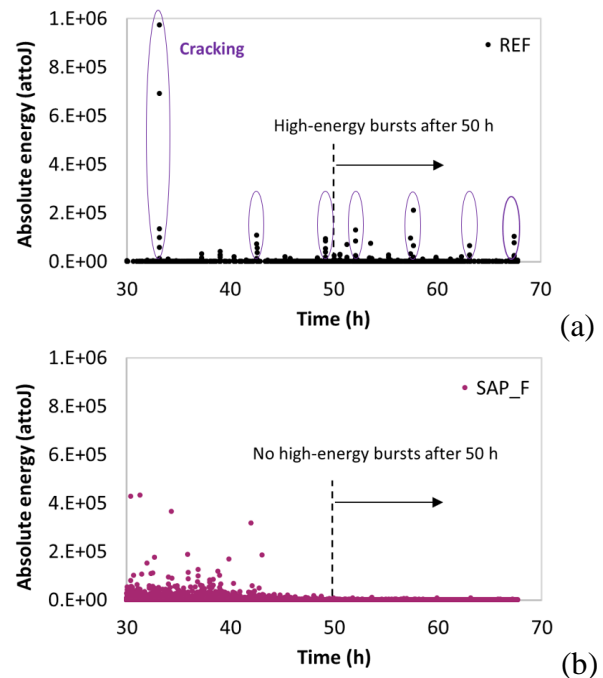 1.E+06
Cracking
REF
8.E+05
6.E+05
High-energy bursts after 50 h
4.E+05
2.E+05
0.E+00
Absolute energy (attoJ)
30 40 50 60 70
Time (h)
(a)
1.E+06
SAP_F
8.E+05
6.E+05
No high-energy bursts after 50 h
4.E+05
2.E+05
0.E+00
Absolute energy (attoJ)
30 40 50 60 70
Time (h)
(b)